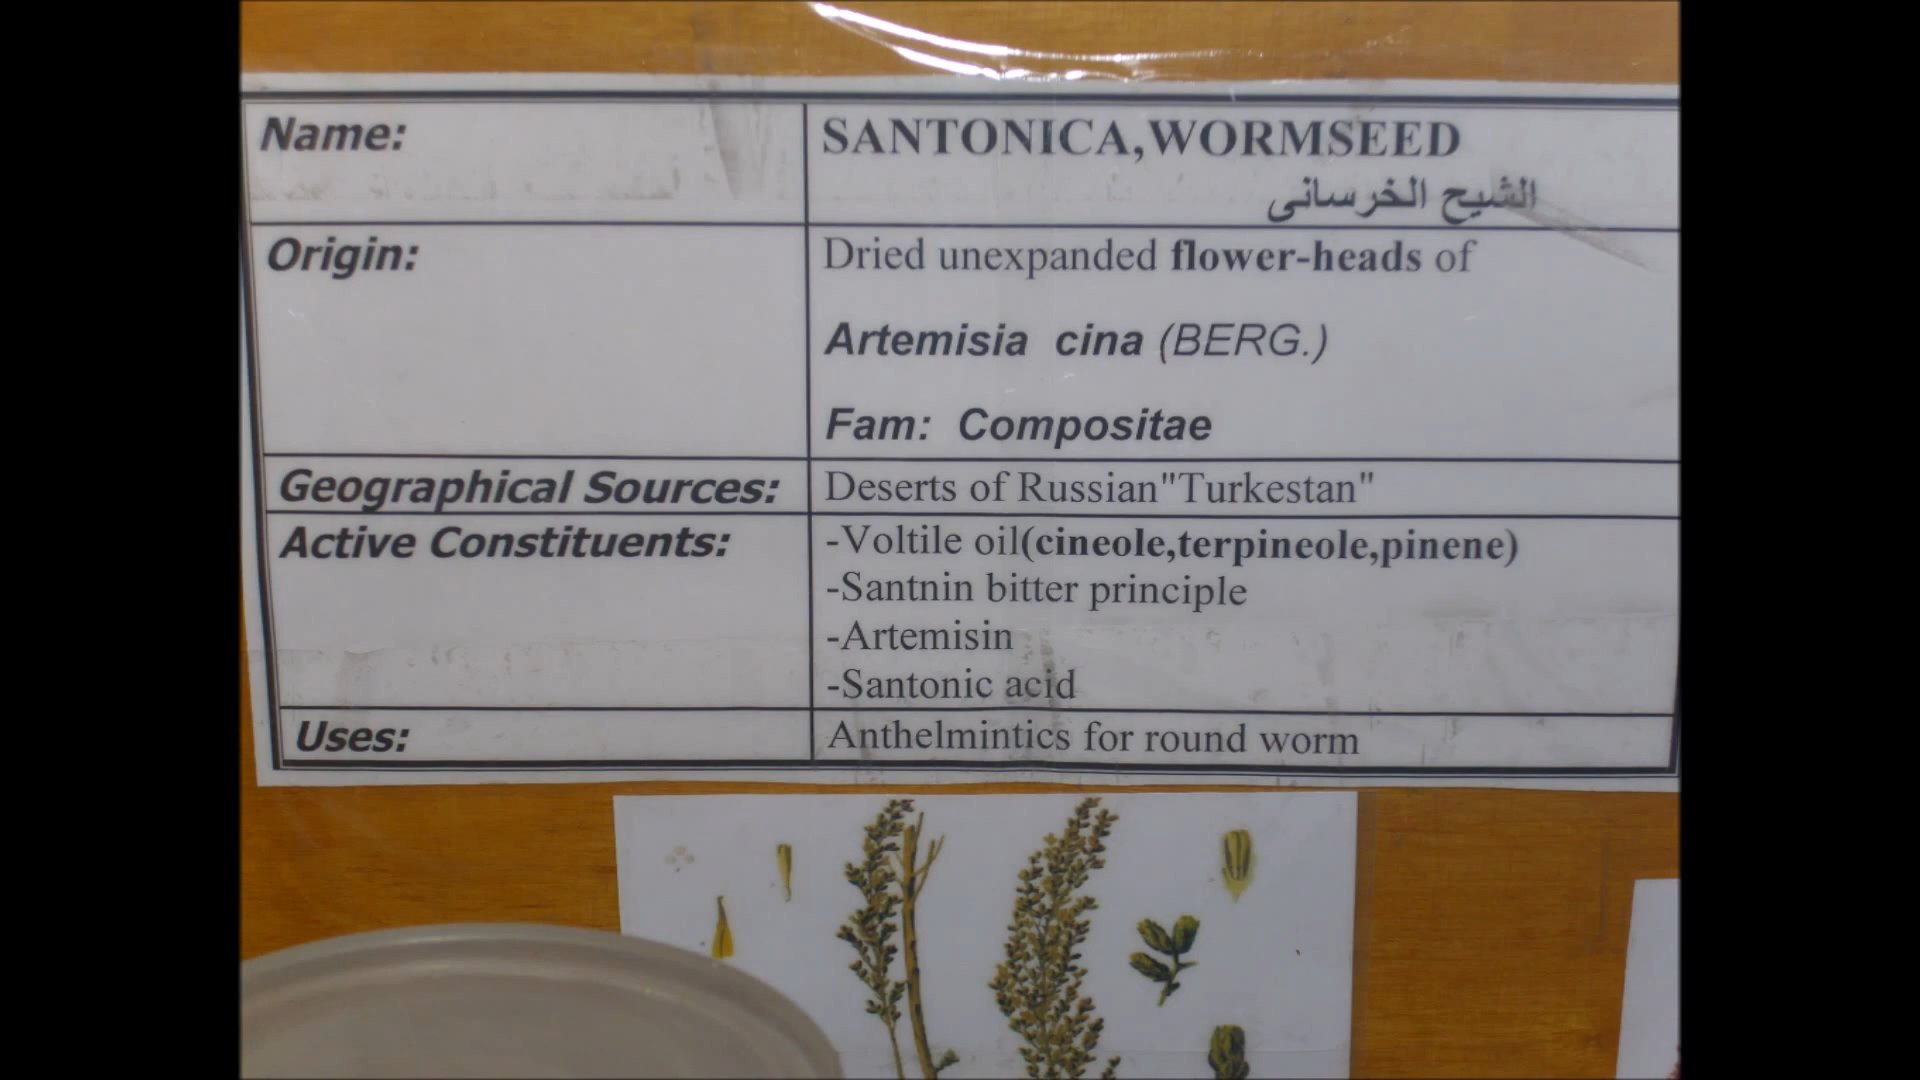 Name:
SANTONICA,WORMSEED
الشيح الخرسانى
Origin:
Dried unexpanded flower-heads of
Artemisia cina (BERG.)
Fam: Compositae
Geographical Sources:
Deserts of Russian"Turkestan"
Active Constituents:
-Voltile oil(cineole,terpineole,pinene)
-Santnin bitter principle
-Artemisin
-Santonic acid
Uses:
Anthelmintics for round worm